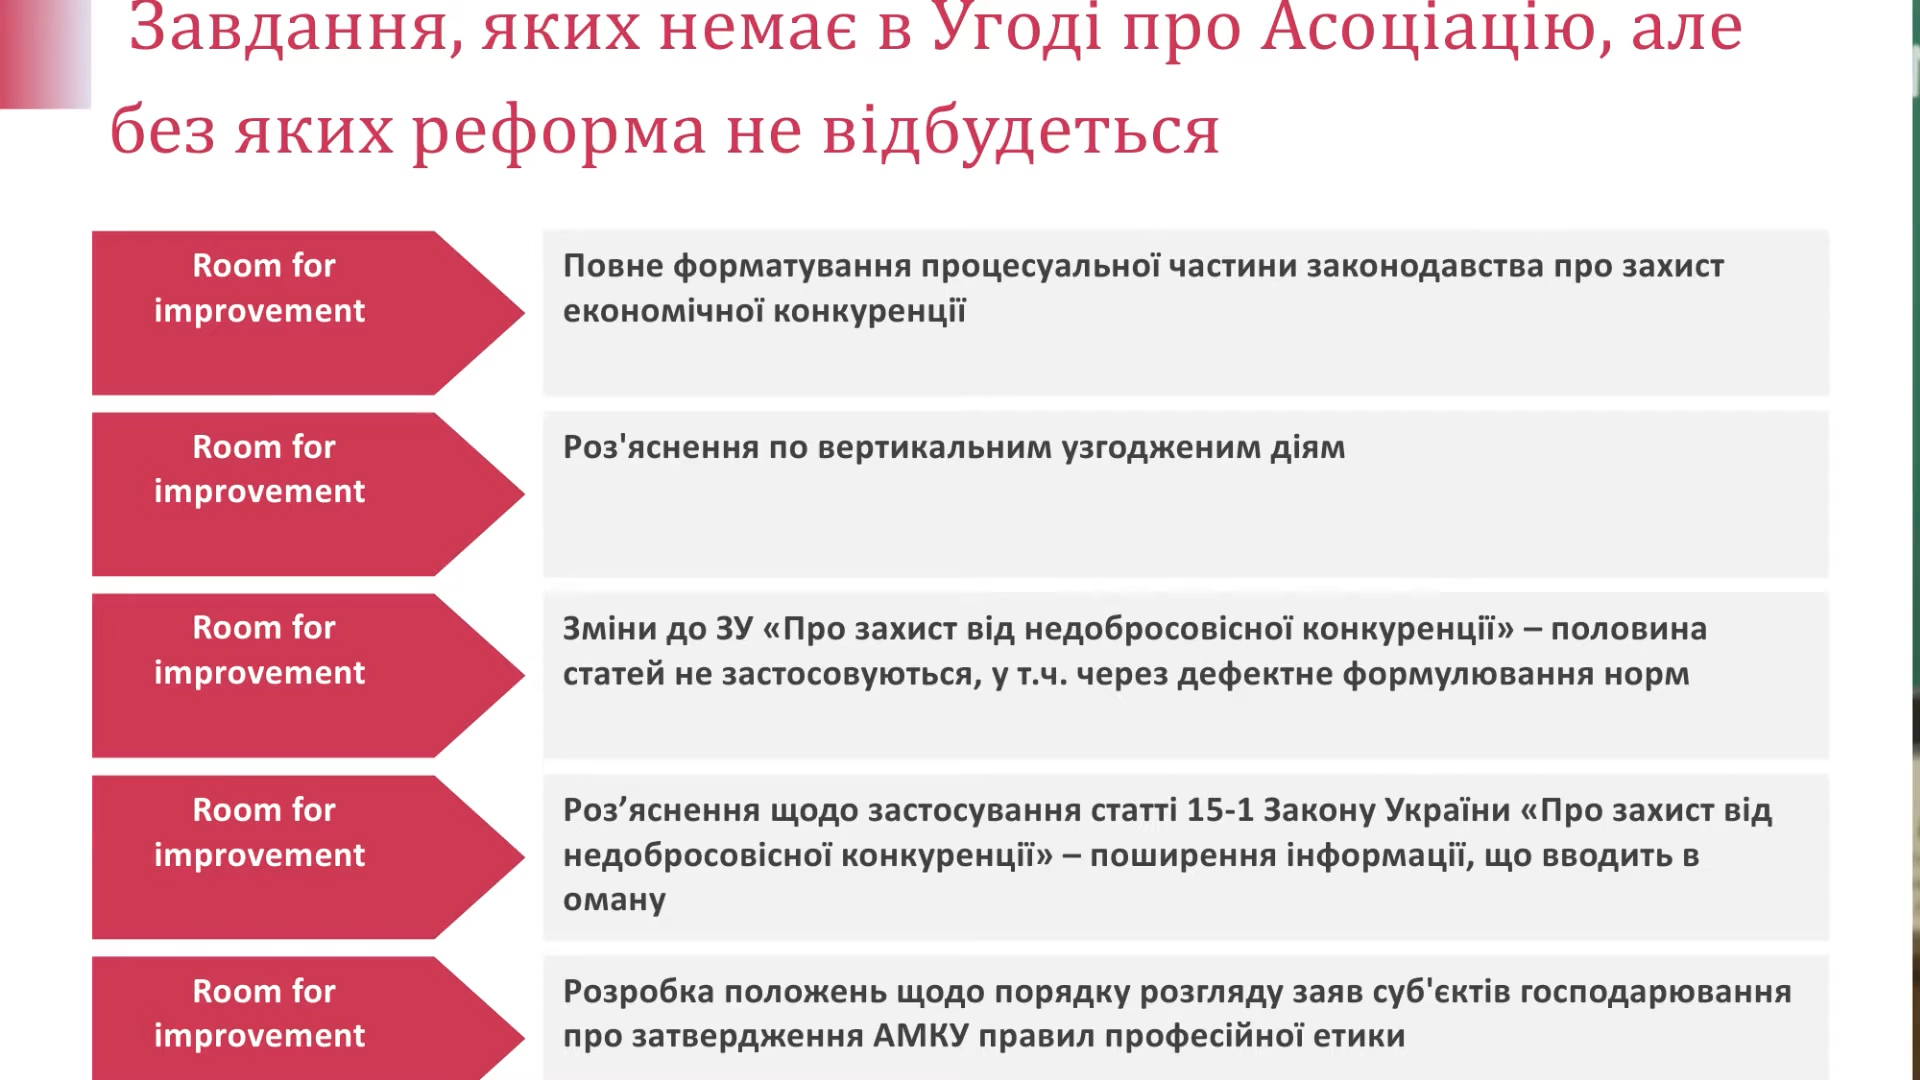 Завдання, яких немає в Угоді про Асоціацію, але
без яких реформа не відбудеться
Room for
improvement
Повне форматування процесуальної частини законодавства про захист
економічної конкуренції
Room for
improvement
Роз'яснення по вертикальним узгодженим діям
Room for
improvement
Зміни до ЗУ «Про захист від недобросовісної конкуренції» – половина
статей не застосовуються, у т.ч. через дефектне формулювання норм
Room for
improvement
Роз’яснення щодо застосування статті 15-1 Закону України «Про захист від
недобросовісної конкуренції» – поширення інформації, що вводить в
оману
Room for
improvement
Розробка положень щодо порядку розгляду заяв суб'єктів господарювання
про затвердження АМКУ правил професійної етики